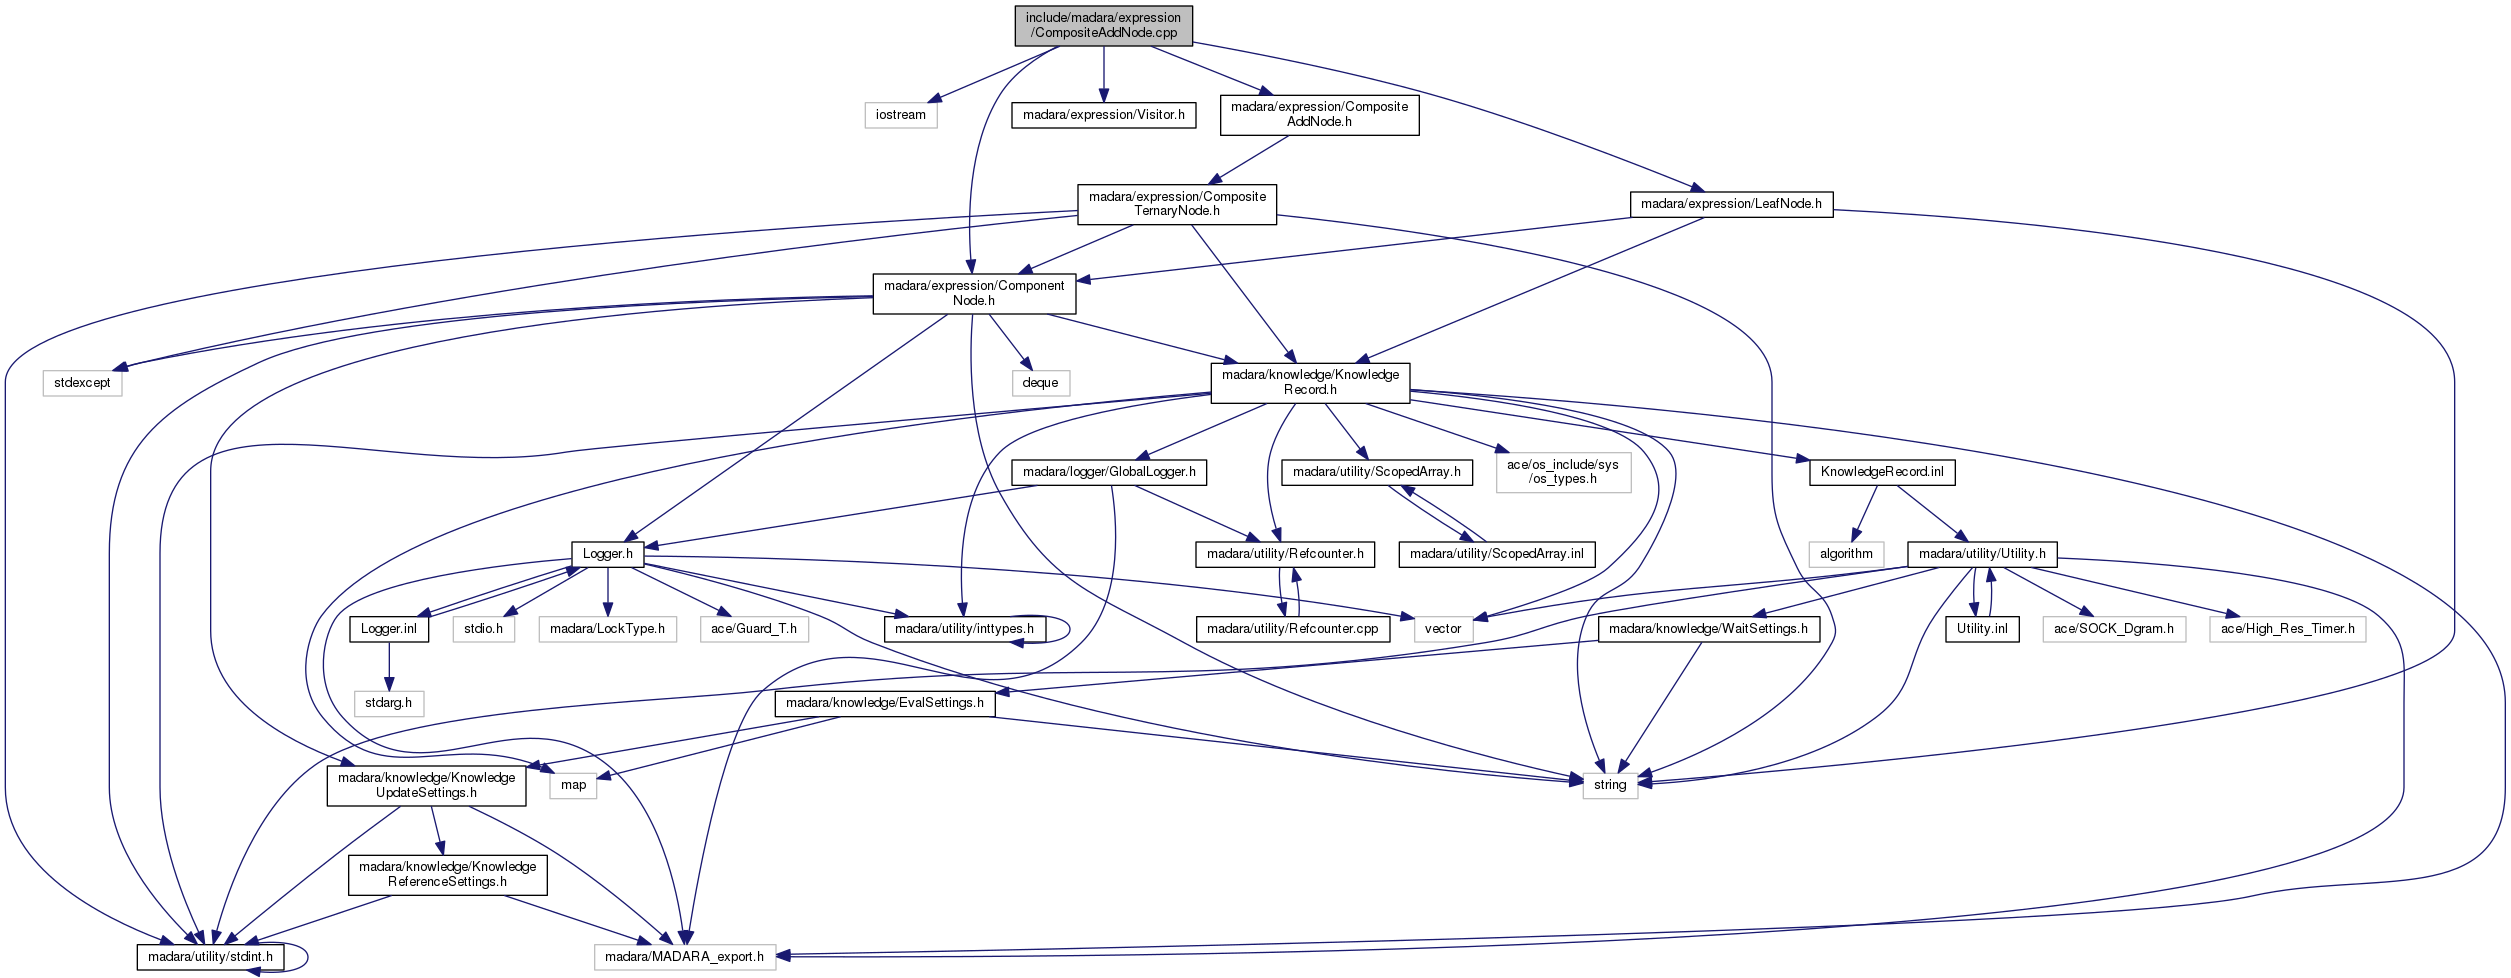 include/madara/expression
/CompositeAddNode.cpp
iostream
madara/expression/Visitor.h
madara/expression/Composite
AddNode.h
madara/expression/Composite
TernaryNode.h
madara/expression/LeafNode.h
madara/expression/Component
Node.h
stdexcept
deque
madara/knowledge/Knowledge
Record.h
madara/logger/GlobalLogger.h
madara/utility/ScopedArray.h
ace/os_include/sys
/os_types.h
KnowledgeRecord.inl
Logger.h
madara/utility/Refcounter.h
madara/utility/ScopedArray.inl
algorithm
madara/utility/Utility.h
Logger.inl
stdio.h
madara/LockType.h
ace/Guard_T.h
madara/utility/inttypes.h
madara/utility/Refcounter.cpp
vector
madara/knowledge/WaitSettings.h
Utility.inl
ace/SOCK_Dgram.h
ace/High_Res_Timer.h
stdarg.h
madara/knowledge/EvalSettings.h
madara/knowledge/Knowledge
UpdateSettings.h
map
string
madara/knowledge/Knowledge
ReferenceSettings.h
madara/utility/stdint.h
madara/MADARA_export.h